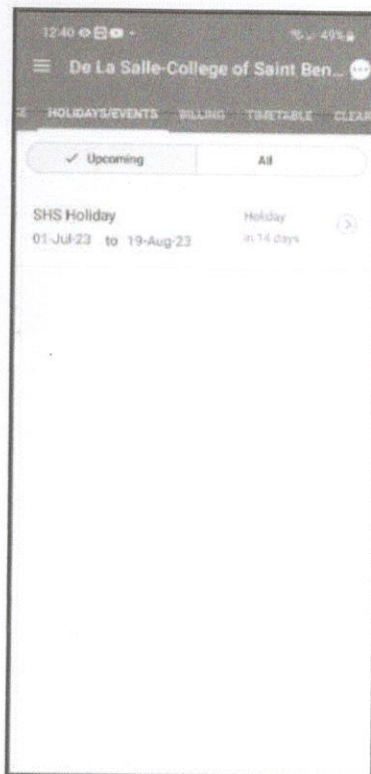 12:40 49%
De La Salle-College of Saint Ben...
HOLIDAYS/EVENTS BILLING TIMETABLE CLEAR
✓ Upcoming All
SHS Holiday Holiday
01-Jul-23 to 19-Aug-23 in 14 days